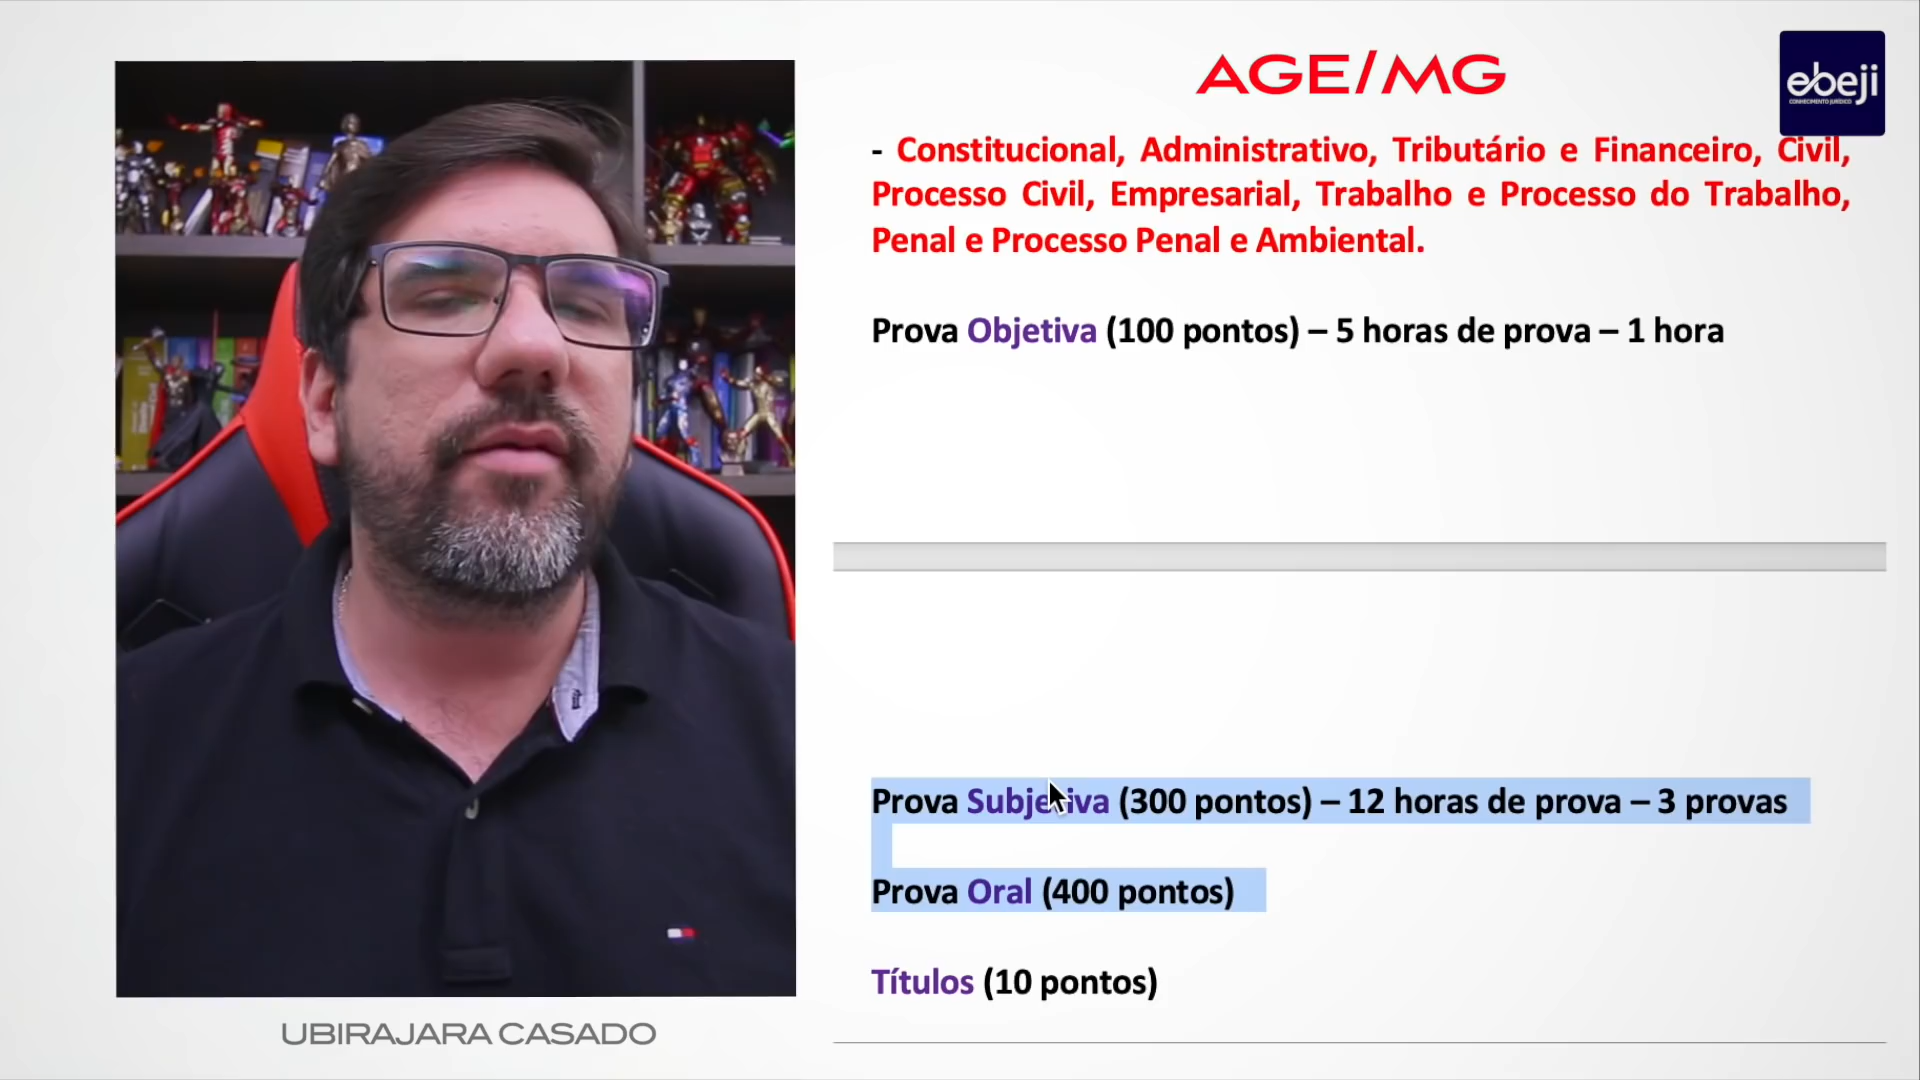 AGE/MG
ebeji
CONHECIMENTO JURÍDICO
- Constitucional, Administrativo, Tributário e Financeiro, Civil,
Processo Civil, Empresarial, Trabalho e Processo do Trabalho,
Penal e Processo Penal e Ambiental.
Prova Objetiva (100 pontos) – 5 horas de prova – 1 hora
Prova Subjetiva (300 pontos) – 12 horas de prova – 3 provas
Prova Oral (400 pontos)
Títulos (10 pontos)
UBIRAJARA CASADO